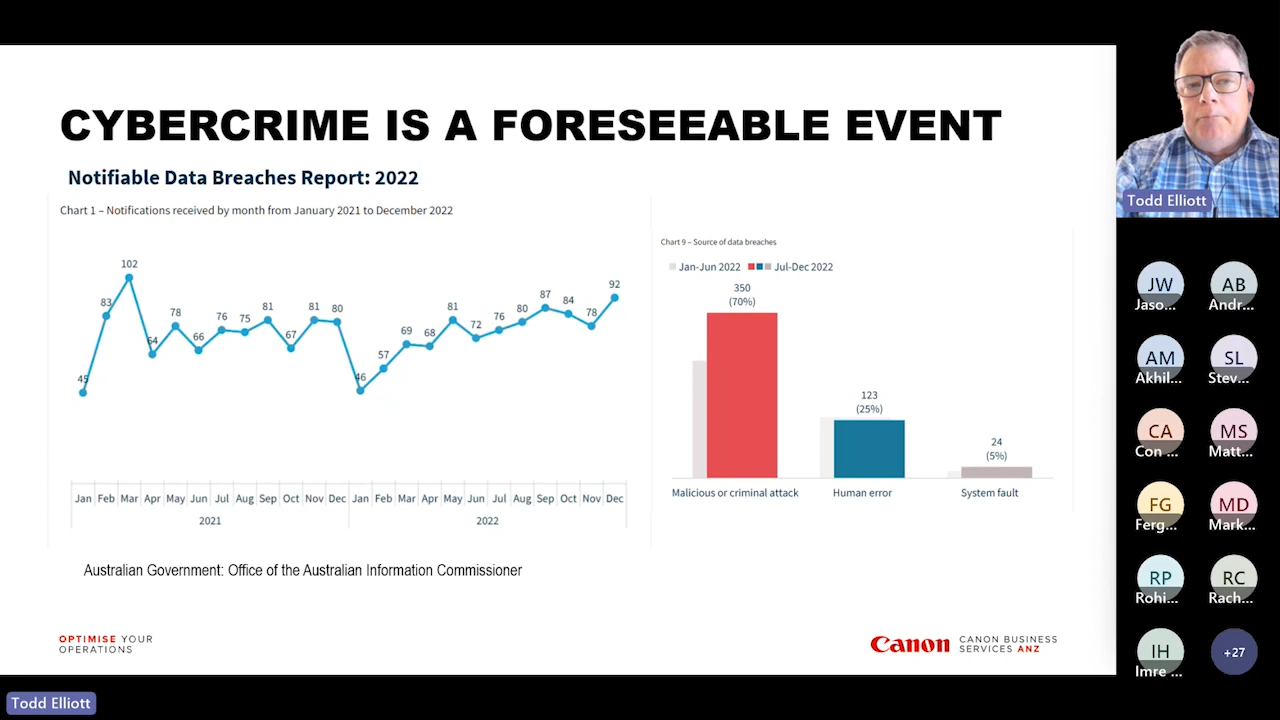 CYBERCRIME IS A FORESEEABLE EVENT
Notifiable Data Breaches Report: 2022
Chart 1 – Notifications received by month from January 2021 to December 2022
45
83
102
64
78
66
76
75
81
67
81
80
46
57
69
68
81
72
76
80
87
84
78
92
Jan Feb Mar Apr May Jun Jul Aug Sep Oct Nov Dec Jan Feb Mar Apr May Jun Jul Aug Sep Oct Nov Dec
2021 2022
Chart 9 – Source of data breaches
Jan-Jun 2022 Jul-Dec 2022
350
(70%)
123
(25%)
24
(5%)
Malicious or criminal attack Human error System fault
Australian Government: Office of the Australian Information Commissioner
OPTIMISE YOUR
OPERATIONS
Canon
CANON BUSINESS
SERVICES ANZ
Todd Elliott
JW AB
Jaso... Andr...
AM SL
Akhil... Stev...
CA MS
Con ... Matt...
FG MD
Ferg... Mark...
RP RC
Rohi... Rach...
IH +27
Imre ...
Todd Elliott